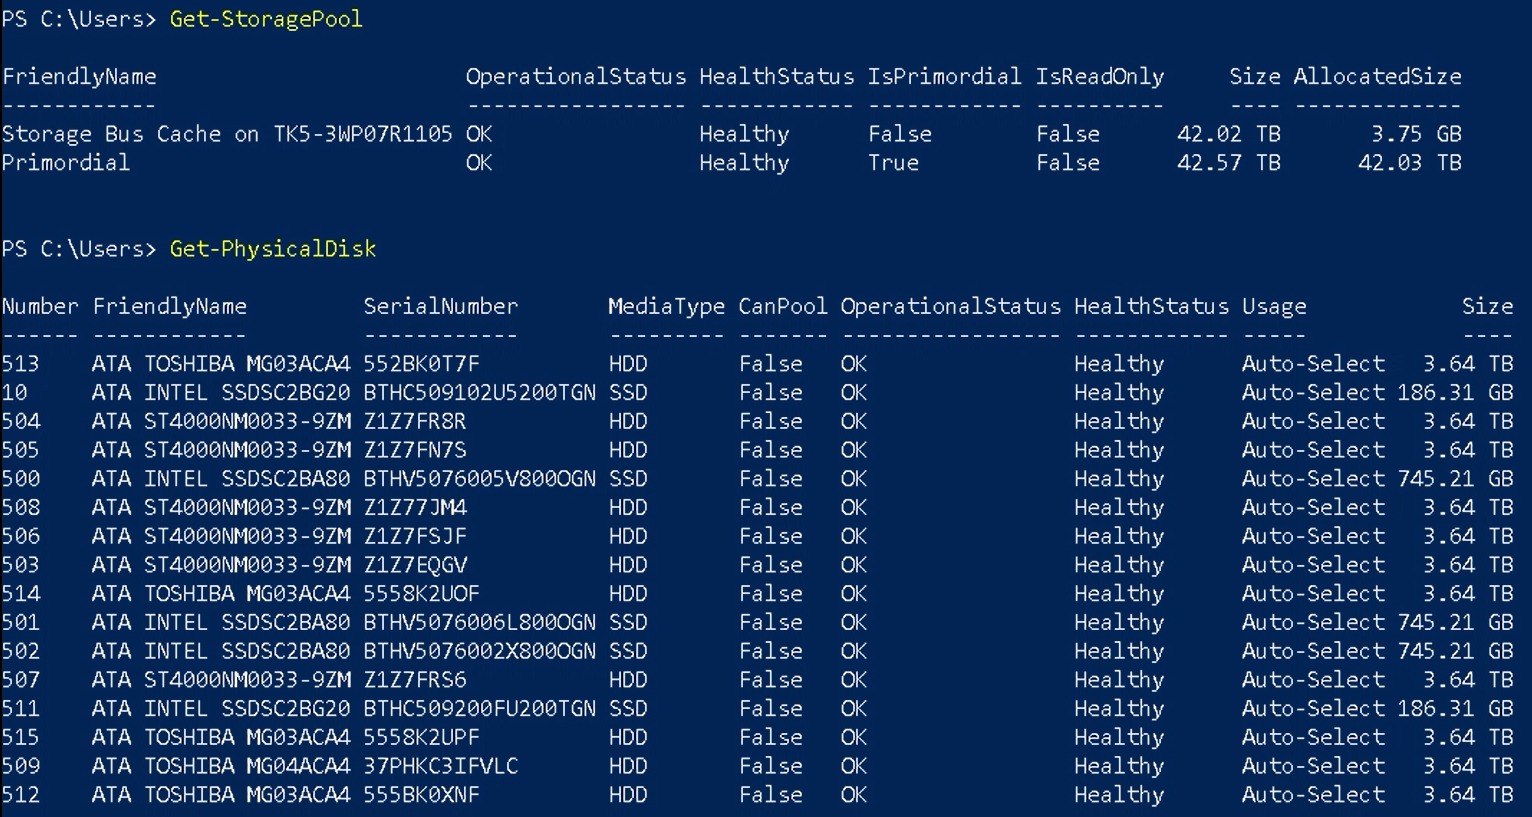 PS C:\Users> Get-StoragePool
FriendlyName OperationalStatus HealthStatus IsPrimordial IsReadOnly Size AllocatedSize
------------ ----------------- ------------ ------------ ---------- ---- -------------
Storage Bus Cache on TK5-3WP07R1105 OK Healthy False False 42.02 TB 3.75 GB
Primordial OK Healthy True False 42.57 TB 42.03 TB
PS C:\Users> Get-PhysicalDisk
Number FriendlyName SerialNumber MediaType CanPool OperationalStatus HealthStatus Usage Size
------ ------------ ------------ --------- ------- ----------------- ------------ ----- ----
513 ATA TOSHIBA MG03ACA4 552BK0T7F HDD False OK Healthy Auto-Select 3.64 TB
10 ATA INTEL SSDSC2BG20 BTHC509102U5200TGN SSD False OK Healthy Auto-Select 186.31 GB
504 ATA ST4000NM0033-9ZM Z1Z7FR8R HDD False OK Healthy Auto-Select 3.64 TB
505 ATA ST4000NM0033-9ZM Z1Z7FN7S HDD False OK Healthy Auto-Select 3.64 TB
500 ATA INTEL SSDSC2BA80 BTHV5076005V800OGN SSD False OK Healthy Auto-Select 745.21 GB
508 ATA ST4000NM0033-9ZM Z1Z77JM4 HDD False OK Healthy Auto-Select 3.64 TB
506 ATA ST4000NM0033-9ZM Z1Z7FSJF HDD False OK Healthy Auto-Select 3.64 TB
503 ATA ST4000NM0033-9ZM Z1Z7EQGV HDD False OK Healthy Auto-Select 3.64 TB
514 ATA TOSHIBA MG03ACA4 5558K2UOF HDD False OK Healthy Auto-Select 3.64 TB
501 ATA INTEL SSDSC2BA80 BTHV5076006L800OGN SSD False OK Healthy Auto-Select 745.21 GB
502 ATA INTEL SSDSC2BA80 BTHV5076002X800OGN SSD False OK Healthy Auto-Select 745.21 GB
507 ATA ST4000NM0033-9ZM Z1Z7FRS6 HDD False OK Healthy Auto-Select 3.64 TB
511 ATA INTEL SSDSC2BG20 BTHC509200FU200TGN SSD False OK Healthy Auto-Select 186.31 GB
515 ATA TOSHIBA MG03ACA4 5558K2UPF HDD False OK Healthy Auto-Select 3.64 TB
509 ATA TOSHIBA MG04ACA4 37PHKC3IFVLC HDD False OK Healthy Auto-Select 3.64 TB
512 ATA TOSHIBA MG03ACA4 555BK0XNF HDD False OK Healthy Auto-Select 3.64 TB